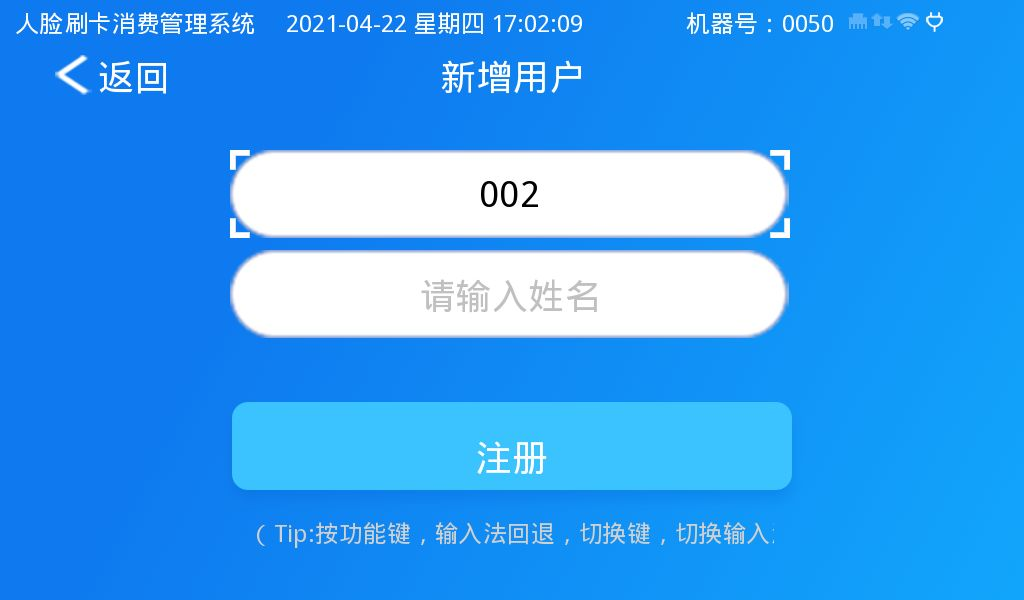 人脸刷卡消费管理系统 2021-04-22 星期四 17:02:09 机器号：0050
返回 新增用户
002
请输入姓名
注册
（Tip:按功能键，输入法回退，切换键，切换输入